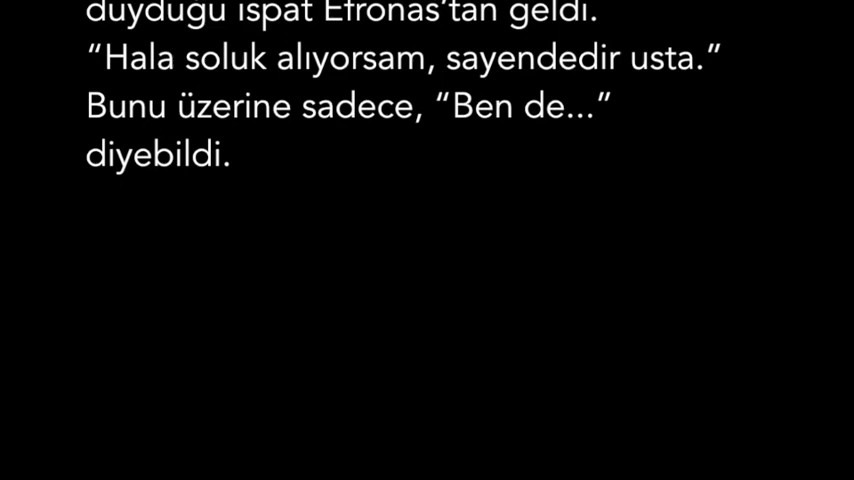 duyduğu ispat Efronas’tan geldi.
“Hala soluk alıyorsam, sayendedir usta.”
Bunu üzerine sadece, “Ben de...”
diyebildi.